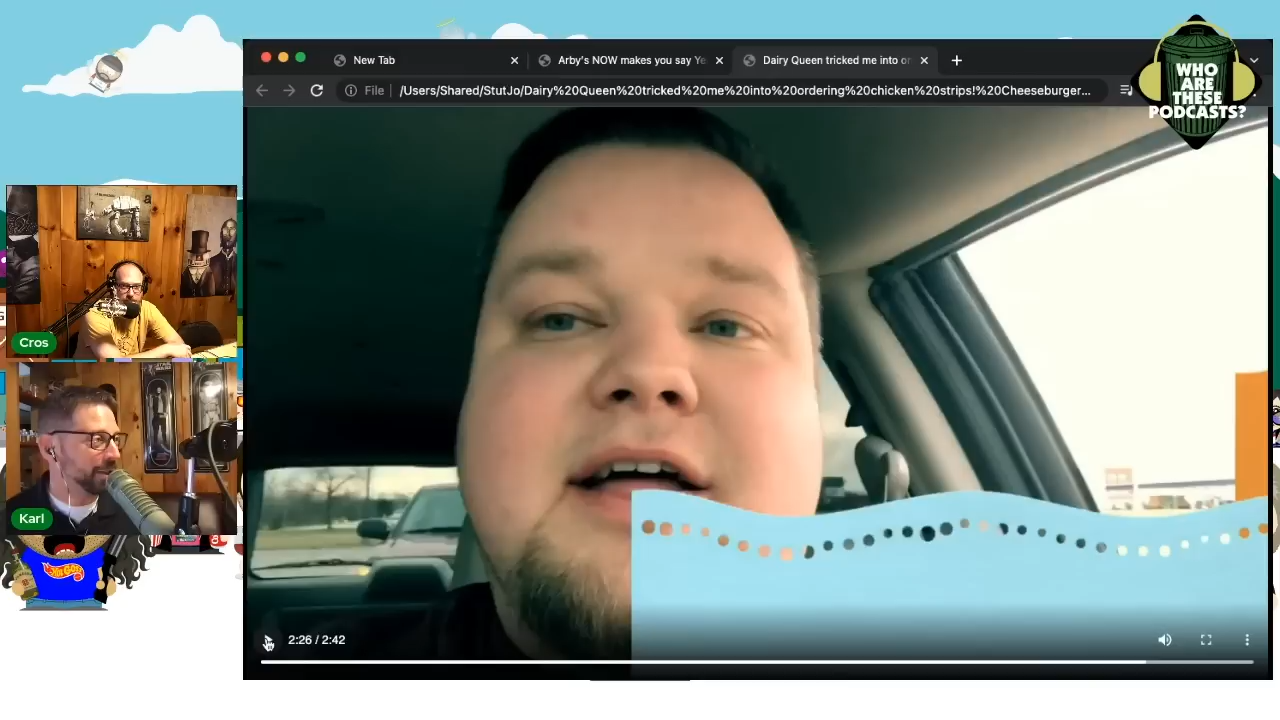 New Tab
Arby's NOW makes you say Ye
Dairy Queen tricked me into or
File
/Users/Shared/StutJo/Dairy%20Queen%20tricked%20me%20into%20ordering%20chicken%20strips!%20Cheeseburger...
WHO
ARE
THESE
PODCASTS?
Cros
Karl
2:26 / 2:42